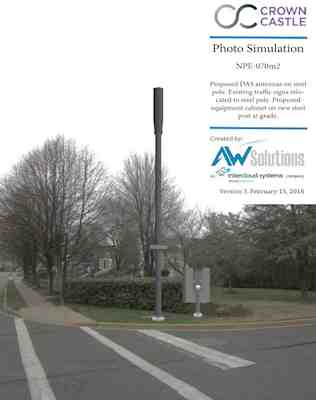 CROWN
CASTLE
Photo Simulation
NPE-070m2
Proposed DAS antennas on steel
pole. Existing traffic signs relo-
cated to steel pole. Proposed
equipment cabinet on new steel
post at grade.
Created by:
AW Solutions
an intercloud systems company
Version 3, February 15, 2016